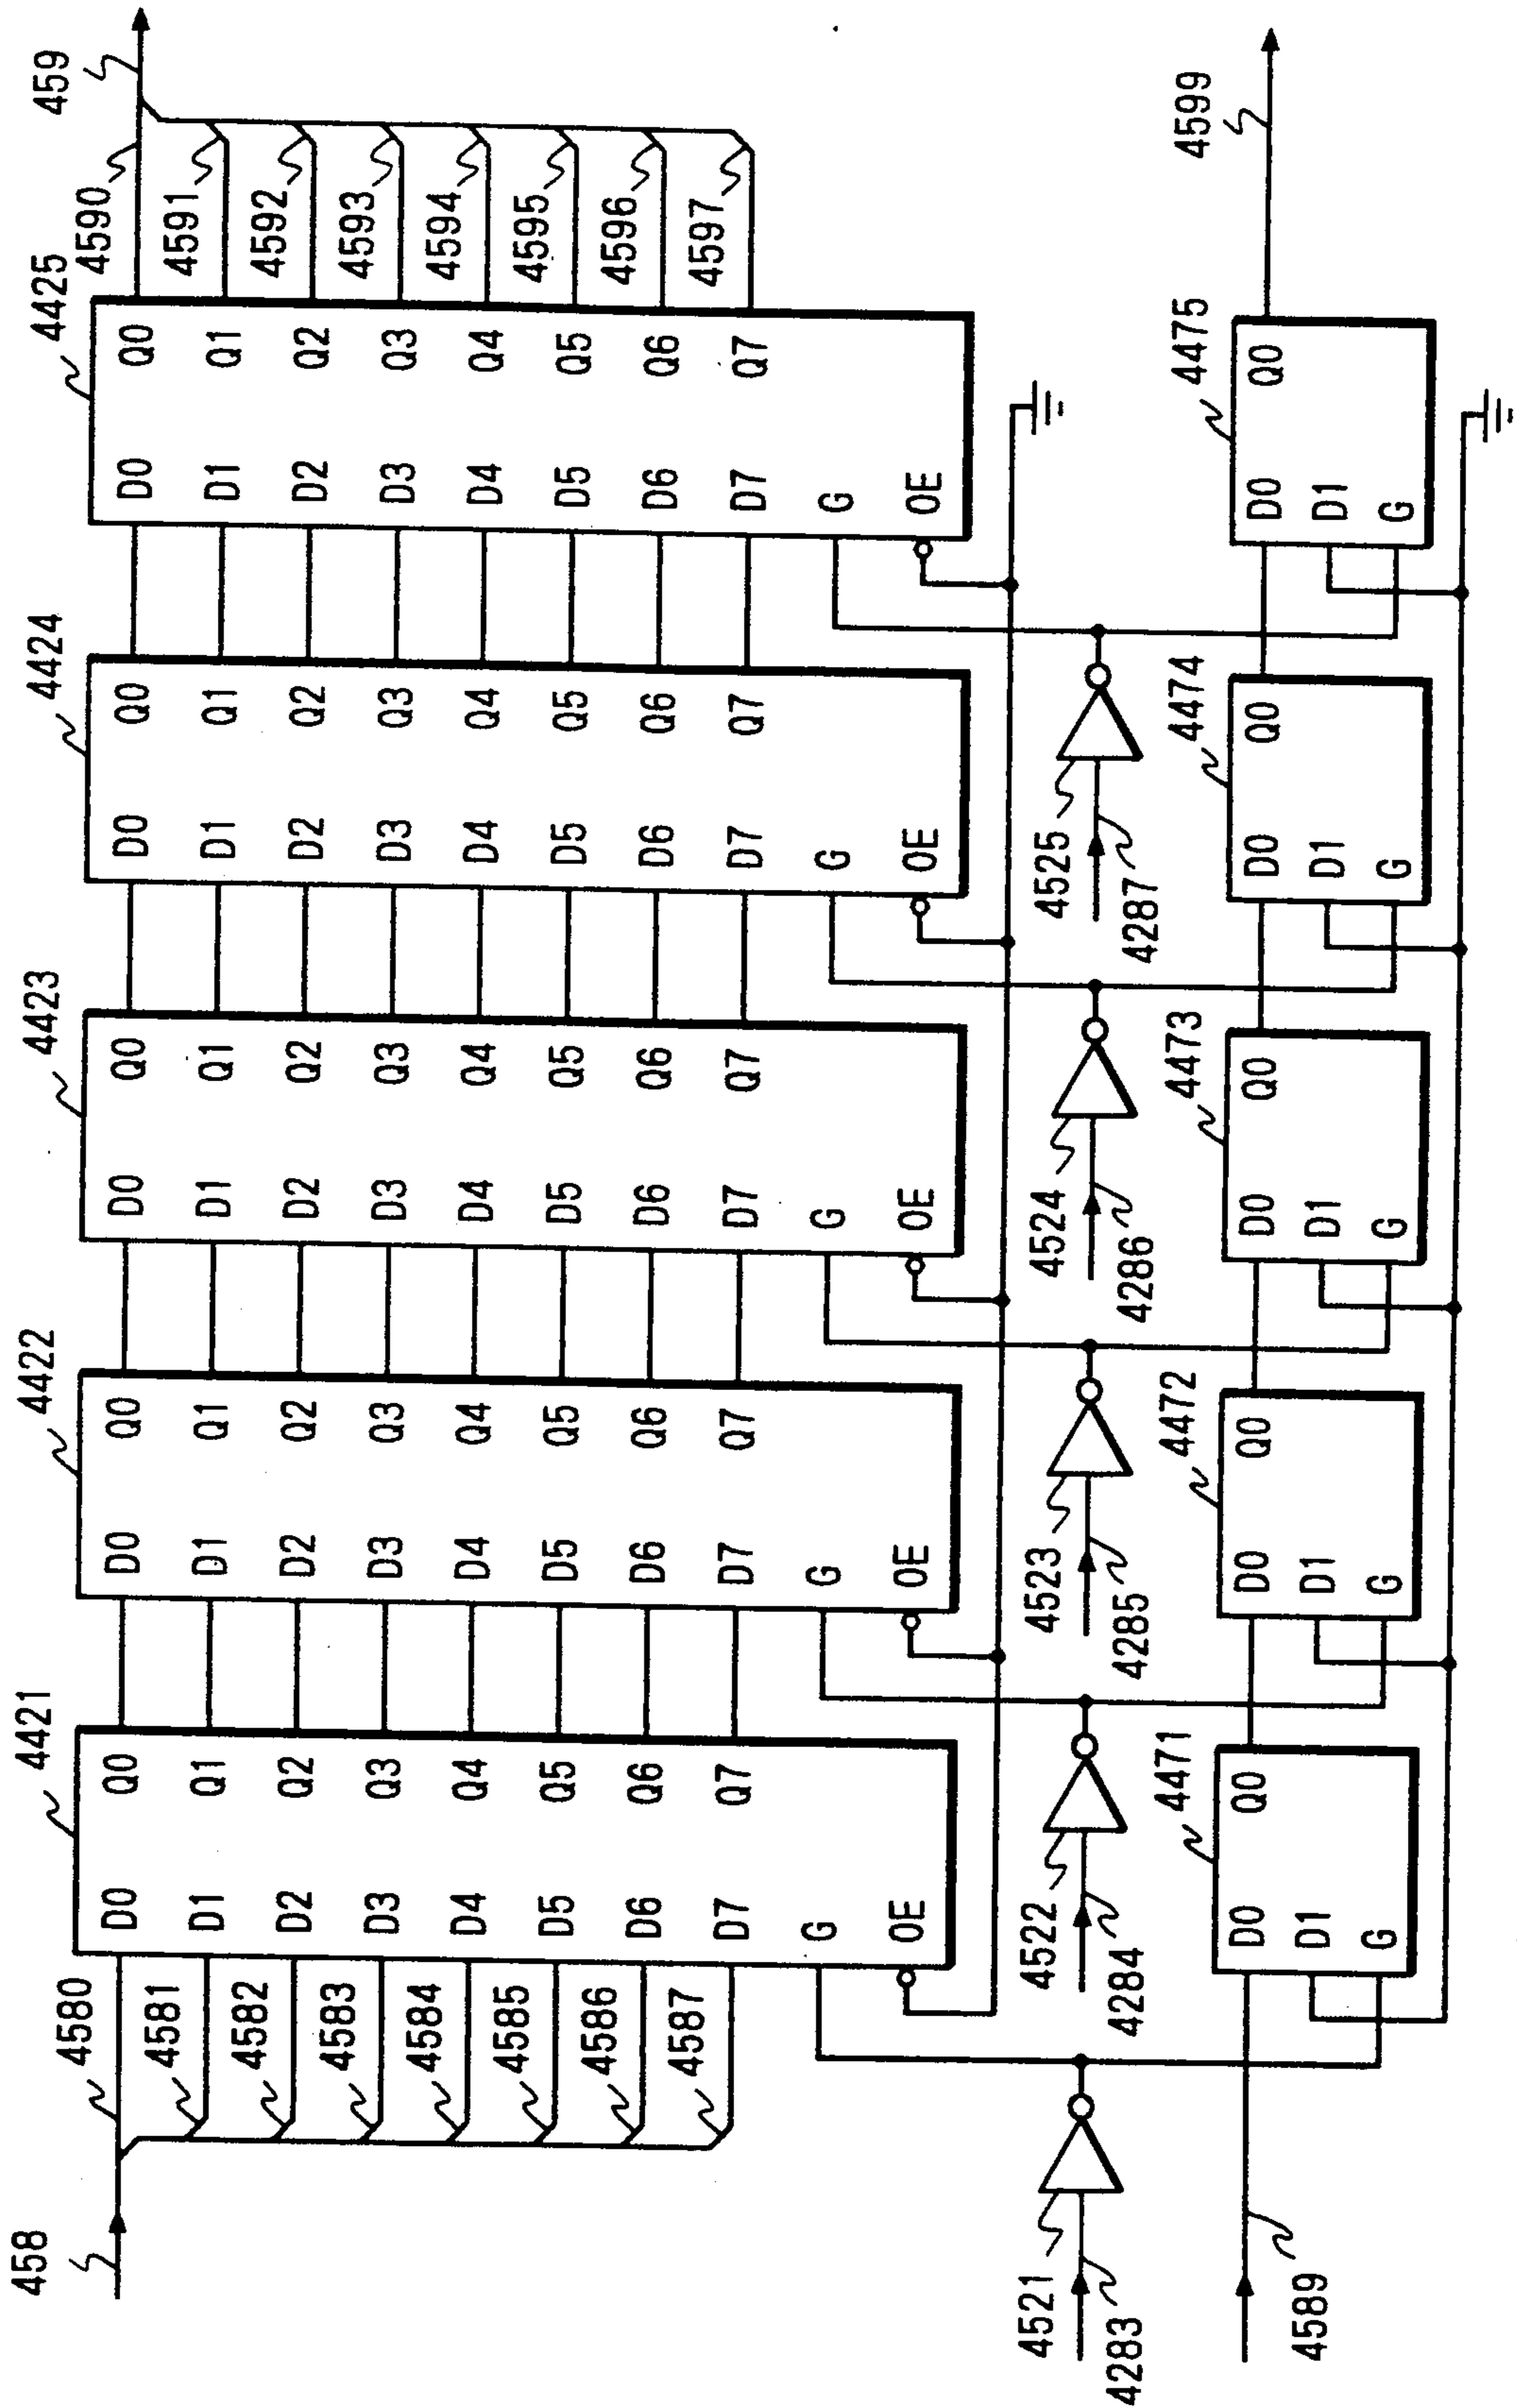 458
4580
4581
4582
4583
4584
4585
4586
4587
4421
D0 Q0
D1 Q1
D2 Q2
D3 Q3
D4 Q4
D5 Q5
D6 Q6
D7 Q7
G
OE
4422
D0 Q0
D1 Q1
D2 Q2
D3 Q3
D4 Q4
D5 Q5
D6 Q6
D7 Q7
G
OE
4423
D0 Q0
D1 Q1
D2 Q2
D3 Q3
D4 Q4
D5 Q5
D6 Q6
D7 Q7
G
OE
4424
D0 Q0
D1 Q1
D2 Q2
D3 Q3
D4 Q4
D5 Q5
D6 Q6
D7 Q7
G
OE
4425
D0 Q0
D1 Q1
D2 Q2
D3 Q3
D4 Q4
D5 Q5
D6 Q6
D7 Q7
G
OE
459
4590
4591
4592
4593
4594
4595
4596
4597
4521
4283
4522
4284
4523
4285
4524
4286
4525
4287
4589
4471
D0 Q0
D1
G
4472
D0 Q0
D1
G
4473
D0 Q0
D1
G
4474
D0 Q0
D1
G
4475
D0 Q0
D1
G
4599